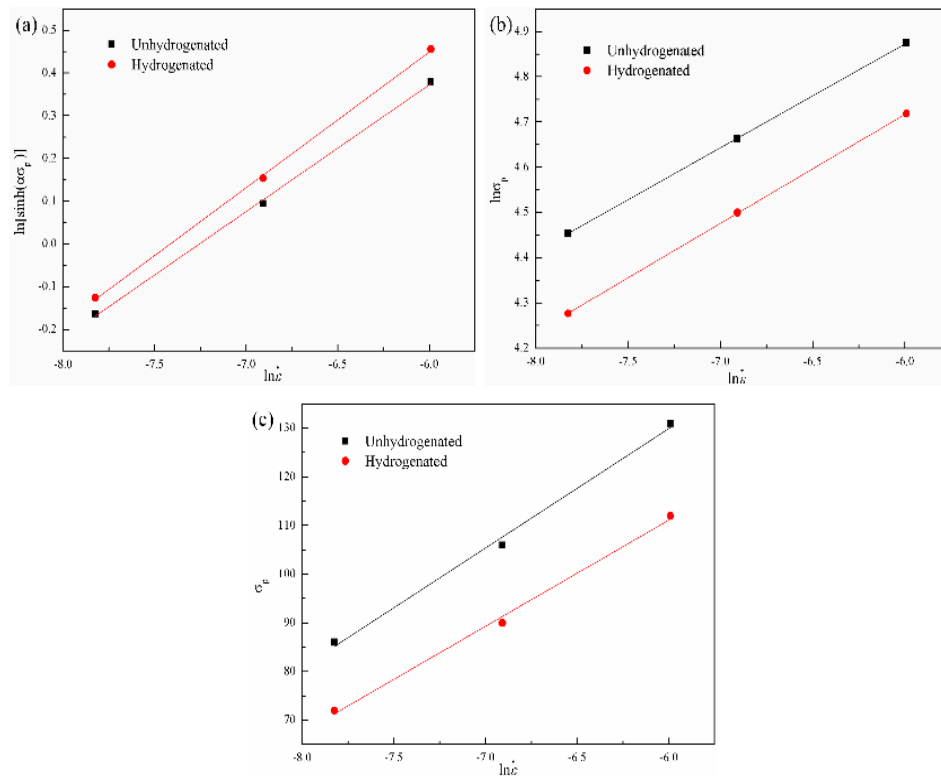 (a)
Unhydrogenated
Hydrogenated
ln[sinh(ασp)]
0.5
0.4
0.3
0.2
0.1
0.0
-0.1
-0.2
-8.0 -7.5 -7.0 -6.5 -6.0
lnε̇
(b)
Unhydrogenated
Hydrogenated
lnσp
4.9
4.8
4.7
4.6
4.5
4.4
4.3
4.2
-8.0 -7.5 -7.0 -6.5 -6.0
lnε̇
(c)
Unhydrogenated
Hydrogenated
σp
130
120
110
100
90
80
70
-8.0 -7.5 -7.0 -6.5 -6.0
lnε̇